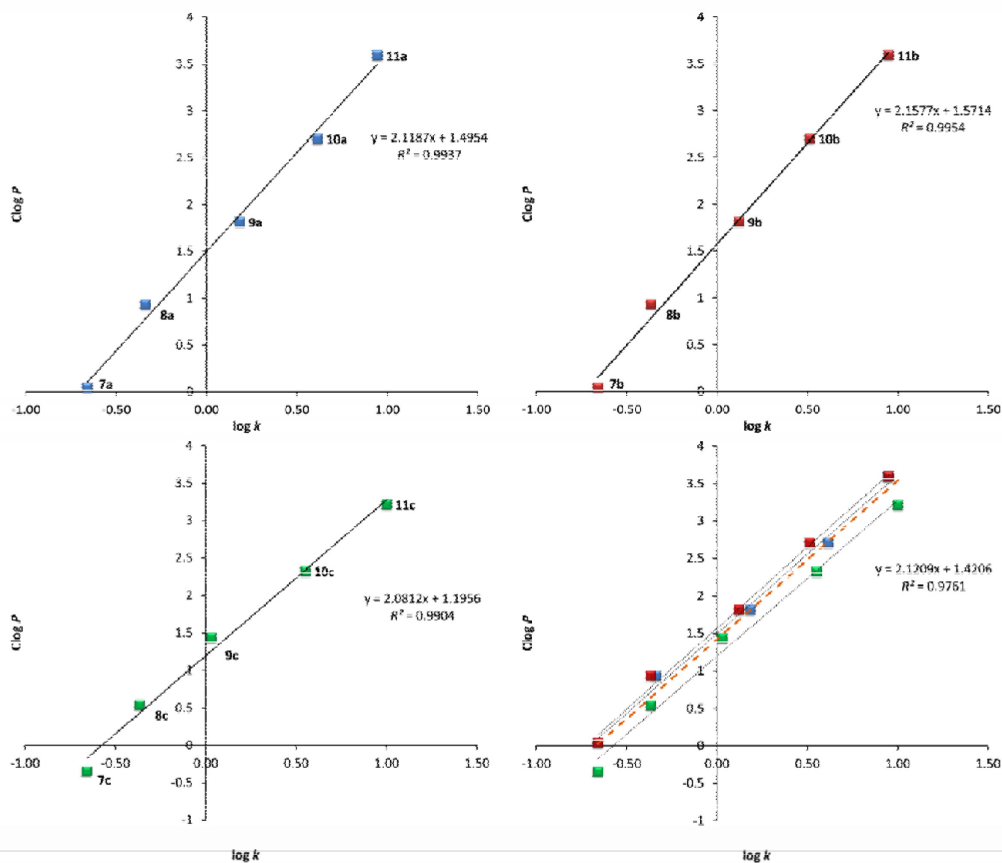 4
3.5
3
2.5
2
1.5
1
0.5
0
-1.00 -0.50 0.00 0.50 1.00 1.50
Clog P
log k
11a
10a
9a
8a
7a
y = 2.1187x + 1.4954
R² = 0.9937
4
3.5
3
2.5
2
1.5
1
0.5
0
-1.00 -0.50 0.00 0.50 1.00 1.50
Clog P
log k
11b
10b
9b
8b
7b
y = 2.1577x + 1.5714
R² = 0.9954
4
3.5
3
2.5
2
1.5
1
0.5
0
-0.5
-1
-1.00 -0.50 0.00 0.50 1.00 1.50
Clog P
log k
11c
10c
9c
8c
7c
y = 2.0812x + 1.1956
R² = 0.9904
4
3.5
3
2.5
2
1.5
1
0.5
0
-0.5
-1
-1.00 -0.50 0.00 0.50 1.00 1.50
Clog P
log k
y = 2.1209x + 1.4206
R² = 0.9761